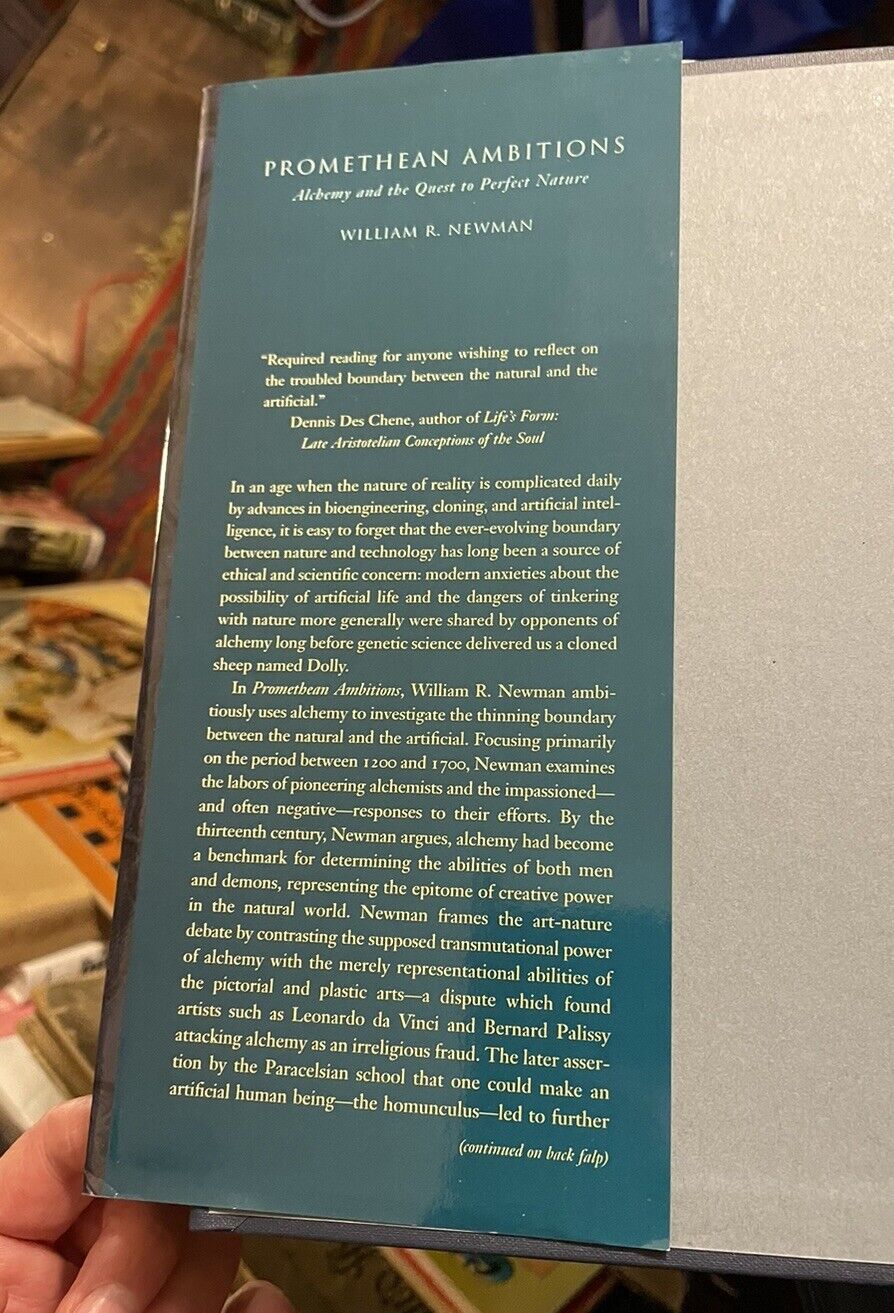 PROMETHEAN AMBITIONS
Alchemy and the Quest to Perfect Nature
WILLIAM R. NEWMAN
“Required reading for anyone wishing to reflect on
the troubled boundary between the natural and the
artificial.”
Dennis Des Chene, author of Life’s Form:
Late Aristotelian Conceptions of the Soul
In an age when the nature of reality is complicated daily
by advances in bioengineering, cloning, and artificial intel-
ligence, it is easy to forget that the ever-evolving boundary
between nature and technology has long been a source of
ethical and scientific concern: modern anxieties about the
possibility of artificial life and the dangers of tinkering
with nature more generally were shared by opponents of
alchemy long before genetic science delivered us a cloned
sheep named Dolly.
In Promethean Ambitions, William R. Newman ambi-
tiously uses alchemy to investigate the thinning boundary
between the natural and the artificial. Focusing primarily
on the period between 1200 and 1700, Newman examines
the labors of pioneering alchemists and the impassioned—
and often negative—responses to their efforts. By the
thirteenth century, Newman argues, alchemy had become
a benchmark for determining the abilities of both men
and demons, representing the epitome of creative power
in the natural world. Newman frames the art-nature
debate by contrasting the supposed transmutational power
of alchemy with the merely representational abilities of
the pictorial and plastic arts—a dispute which found
artists such as Leonardo da Vinci and Bernard Palissy
attacking alchemy as an irreligious fraud. The later asser-
tion by the Paracelsian school that one could make an
artificial human being—the homunculus—led to further
(continued on back falp)